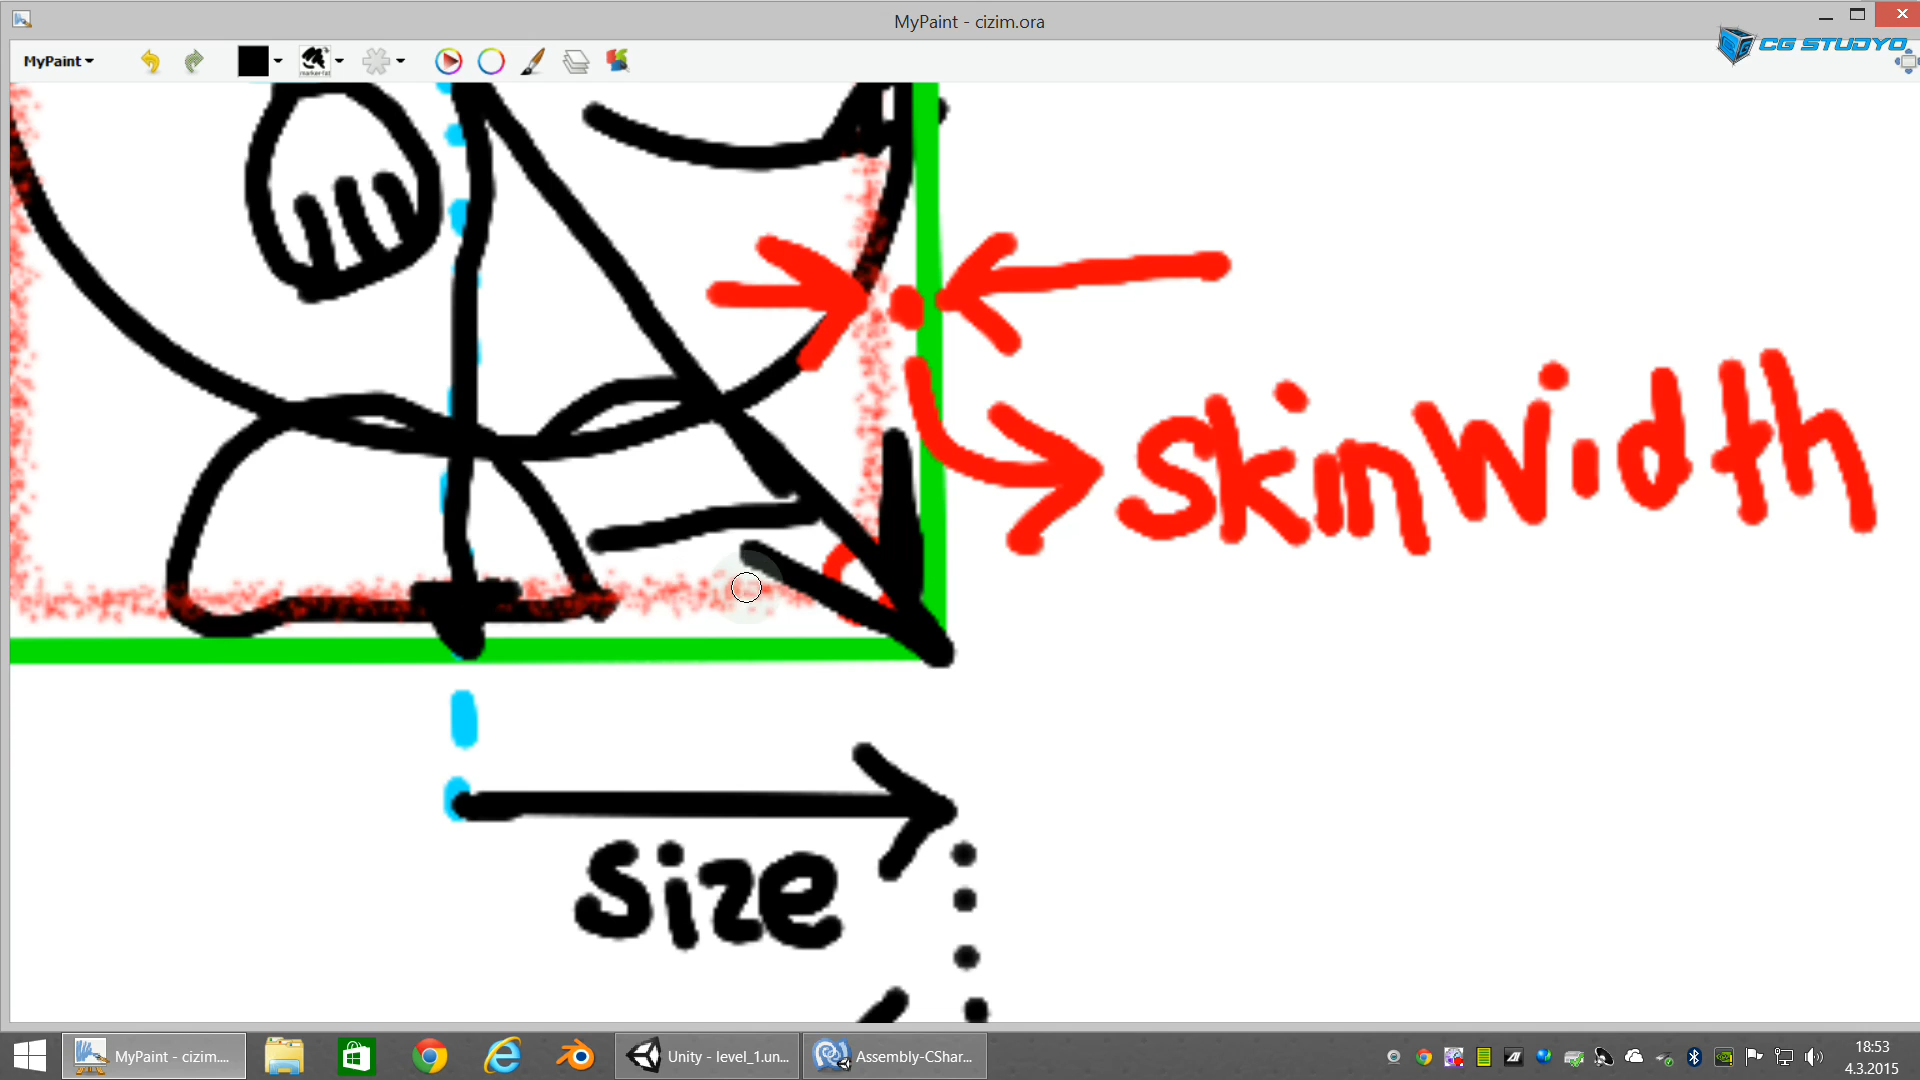 MyPaint - cizim.ora
MyPaint
CG STUDYO
SkinWidth
Size
MyPaint - cizim....
Unity - level_1.un...
Assembly-CShar...
18:53
4.3.2015